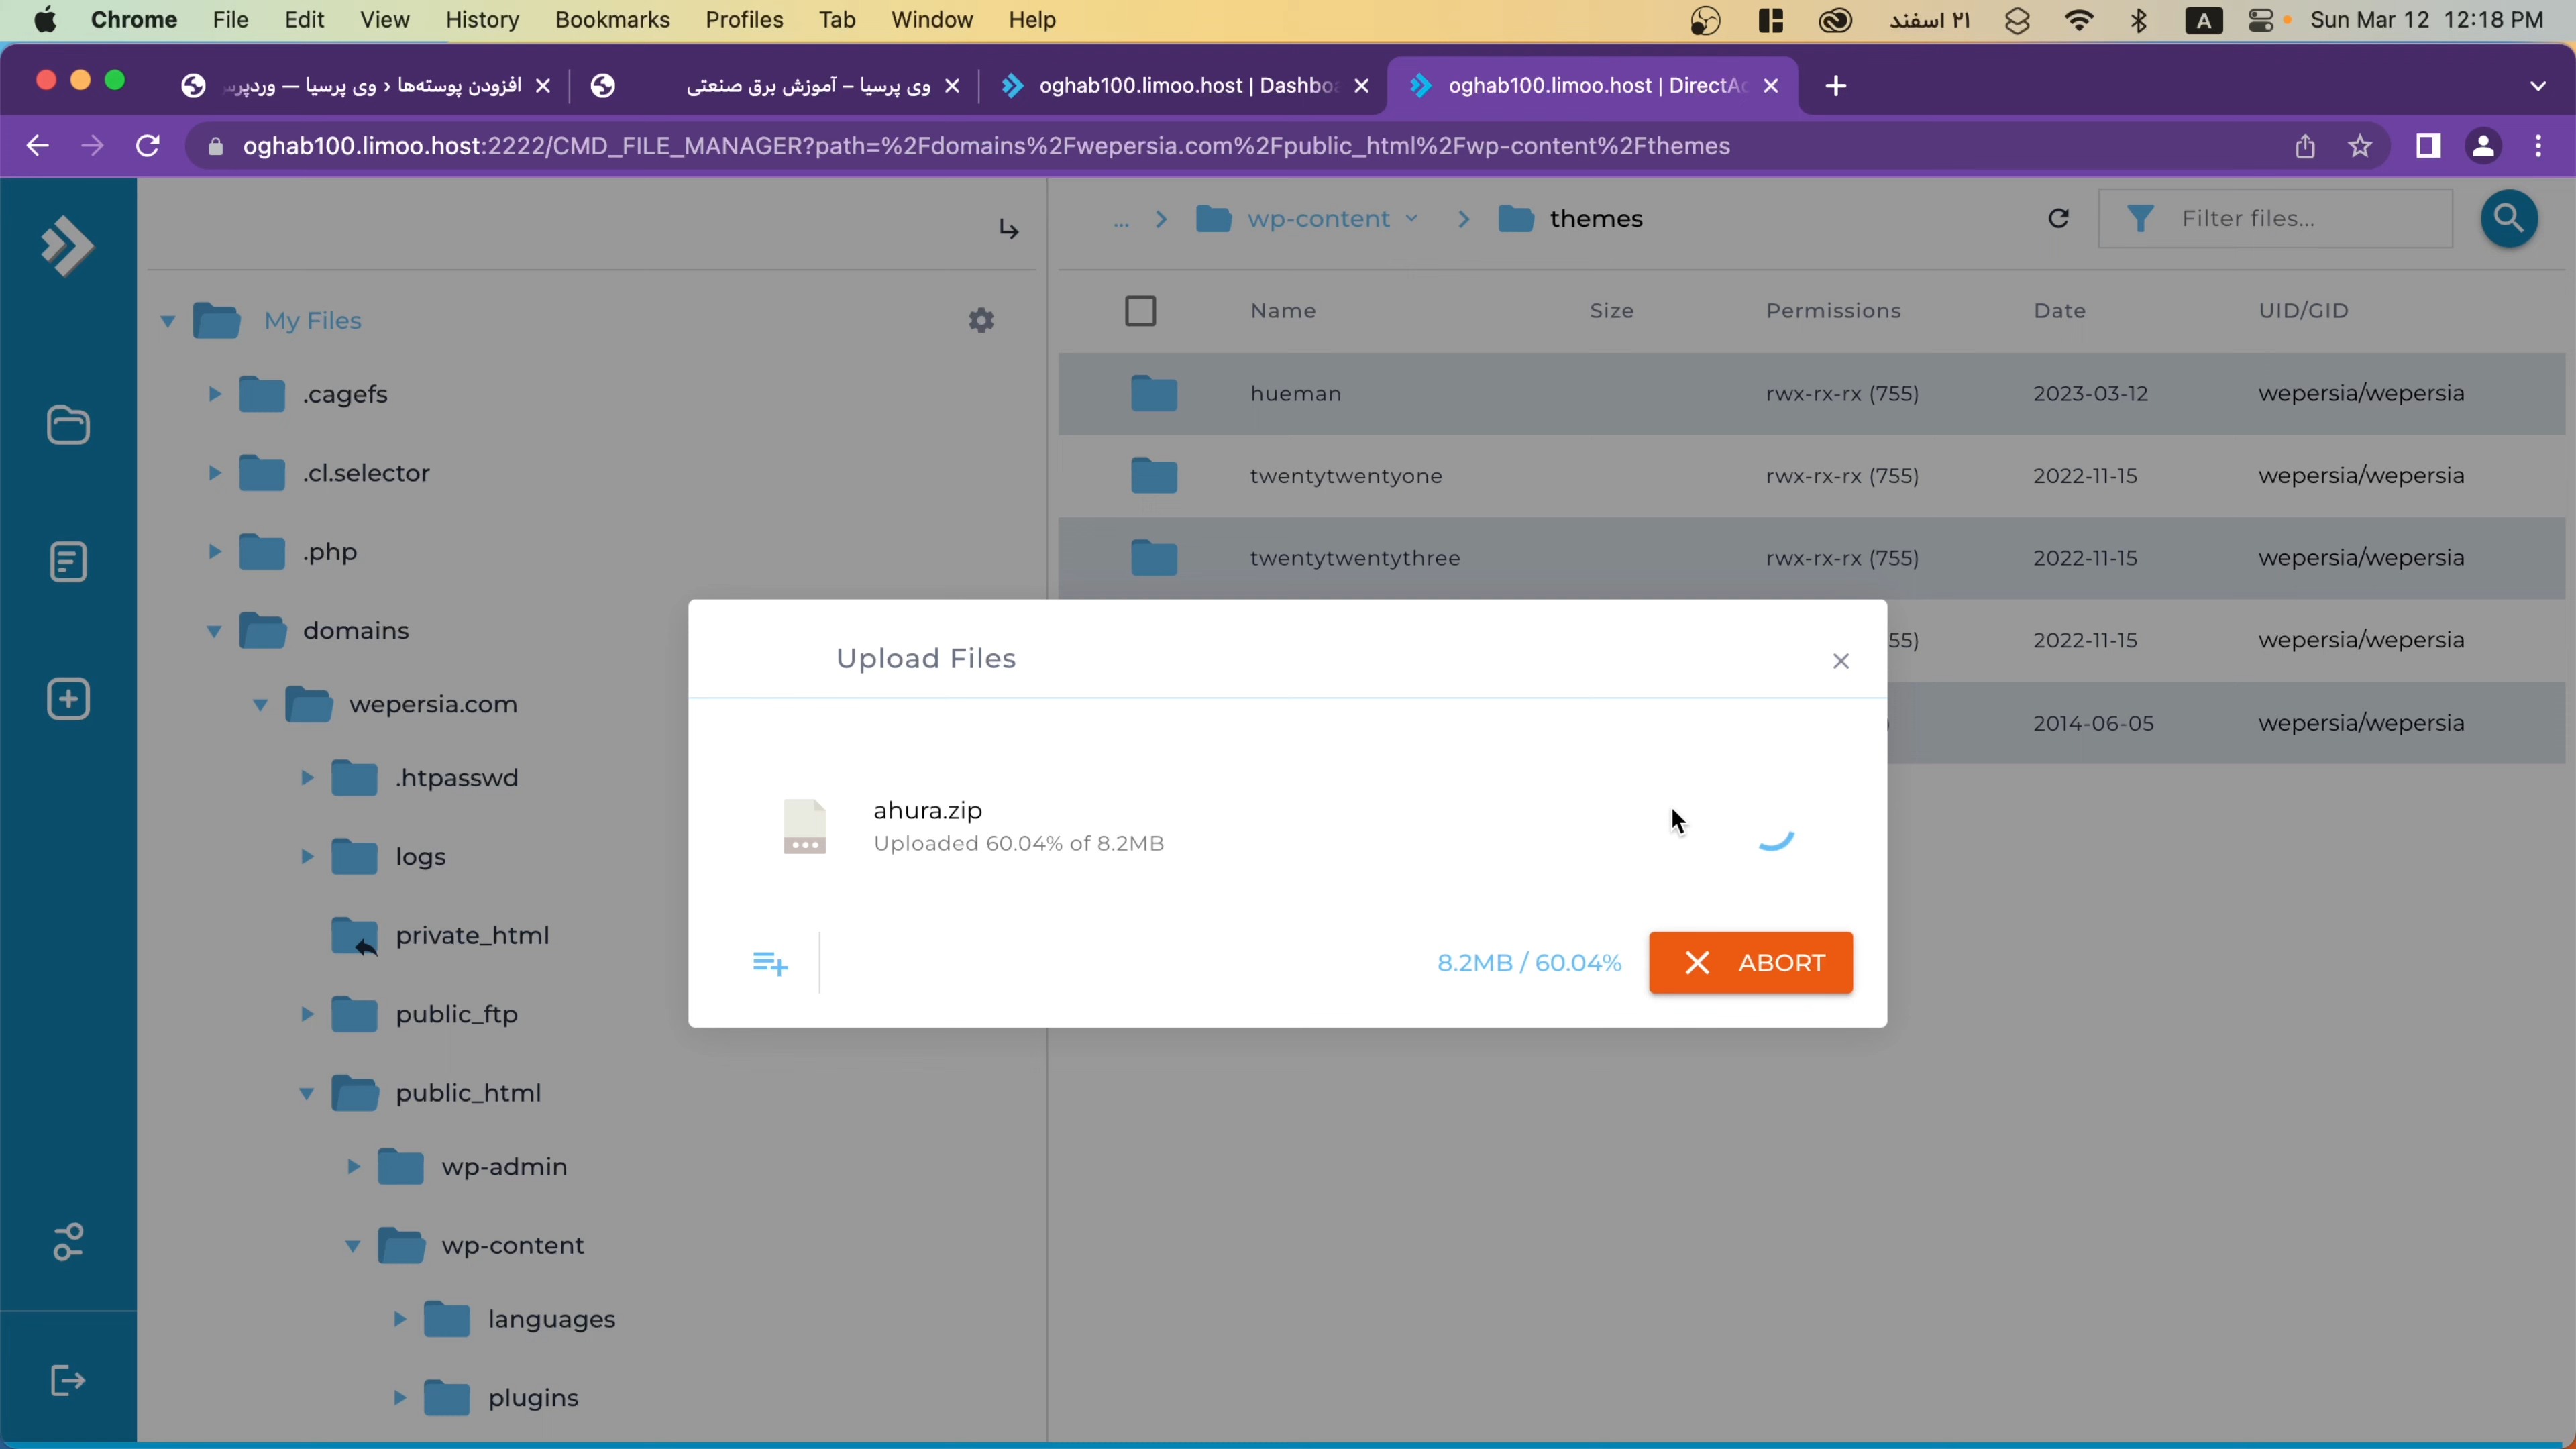 Chrome File Edit View History Bookmarks Profiles Tab Window Help ۲۱ اسفند A Sun Mar 12 12:18 PM
افزودن پوسته‌ها ‹ وی پرسیا — وردپرس
وی پرسیا – آموزش برق صنعتی
oghab100.limoo.host | Dashboa
oghab100.limoo.host | DirectAd
oghab100.limoo.host:2222/CMD_FILE_MANAGER?path=%2Fdomains%2Fwepersia.com%2Fpublic_html%2Fwp-content%2Fthemes
... wp-content themes Filter files...
My Files
.cagefs
.cl.selector
.php
domains
wepersia.com
.htpasswd
logs
private_html
public_ftp
public_html
wp-admin
wp-content
languages
plugins
Name Size Permissions Date UID/GID
hueman rwx-rx-rx (755) 2023-03-12 wepersia/wepersia
twentytwentyone rwx-rx-rx (755) 2022-11-15 wepersia/wepersia
twentytwentythree rwx-rx-rx (755) 2022-11-15 wepersia/wepersia
55) 2022-11-15 wepersia/wepersia
) 2014-06-05 wepersia/wepersia
Upload Files
ahura.zip
Uploaded 60.04% of 8.2MB
8.2MB / 60.04% ABORT